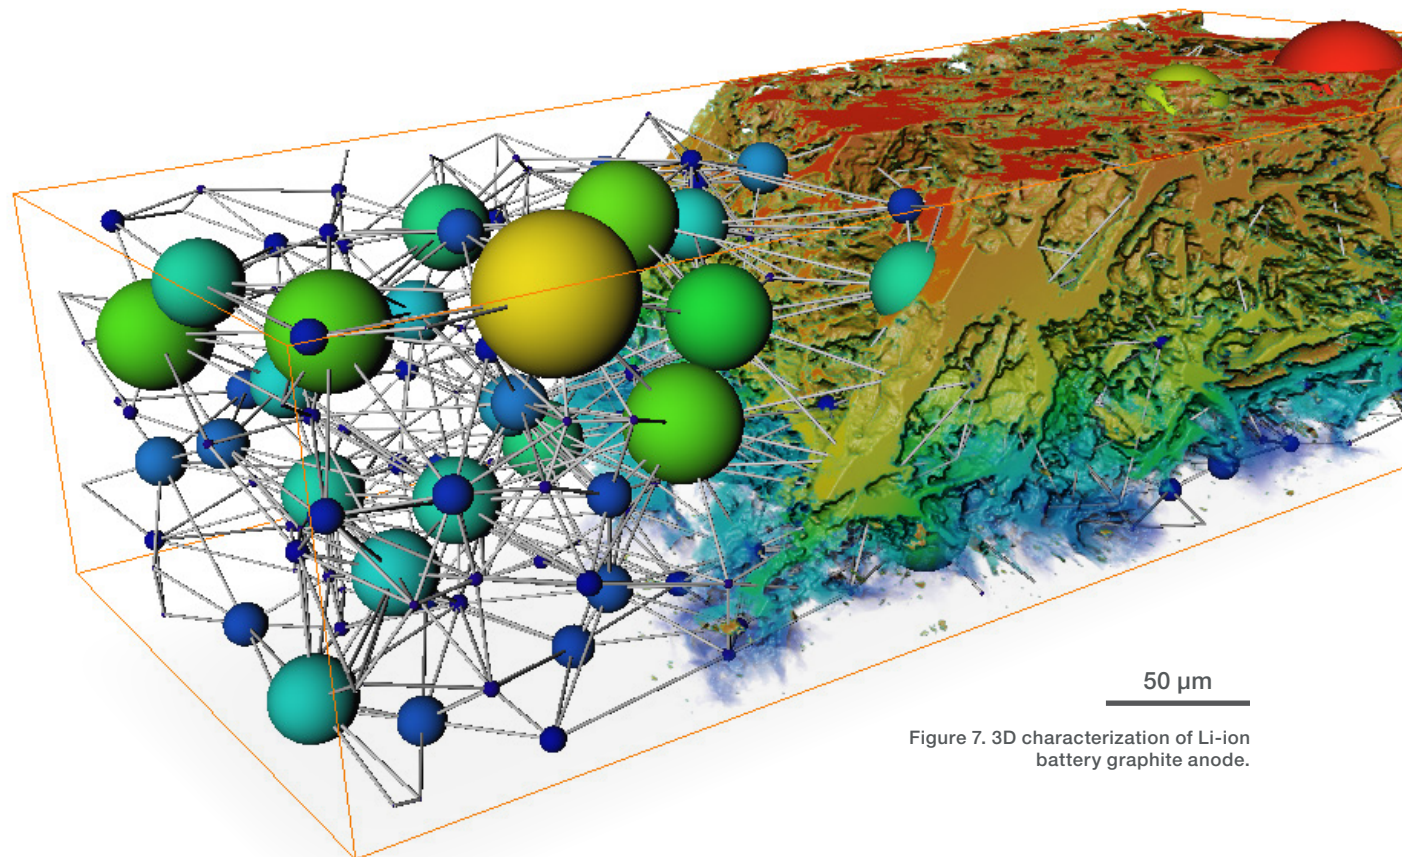 50 µm
Figure 7. 3D characterization of Li-ion
battery graphite anode.